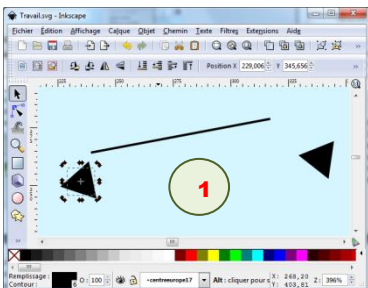 Travail.svg - Inkscape
Fichier Édition Affichage Calque Objet Chemin Texte Filtres Extensions Aide
Position X 229,006 Y 345,656
1
Remplissage:
Contour: 6 O: 100 -centreeurope17 Alt : cliquer pour s X: 268,20 Y: 403,81 Z: 396%